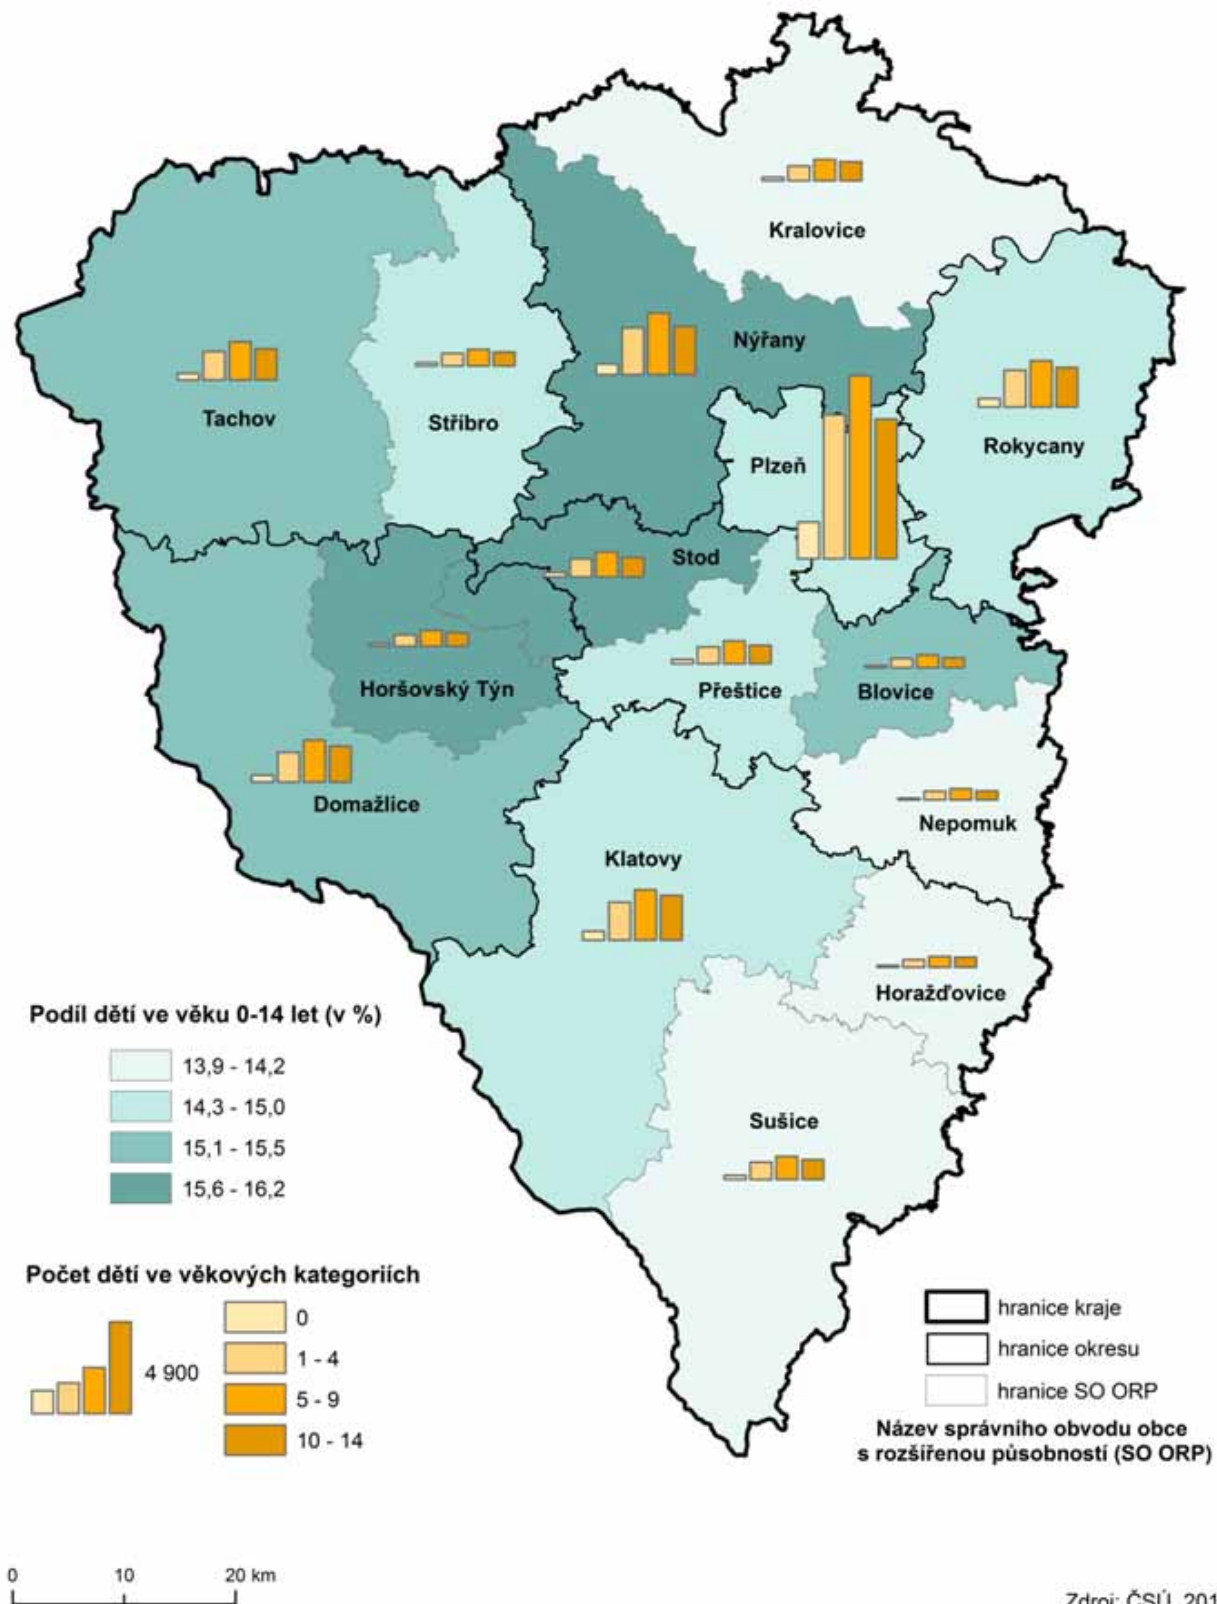 Kralovice
Nýřany
Tachov
Stříbro
Plzeň
Rokycany
Stod
Horšovský Týn
Přeštice
Blovice
Domažlice
Nepomuk
Klatovy
Horažďovice
Sušice
Podíl dětí ve věku 0-14 let (v %)
13,9 - 14,2
14,3 - 15,0
15,1 - 15,5
15,6 - 16,2
Počet dětí ve věkových kategoriích
4 900
0
1 - 4
5 - 9
10 - 14
hranice kraje
hranice okresu
hranice SO ORP
Název správního obvodu obce
s rozšířenou působností (SO ORP)
0 10 20 km
Zdroj: ČSÚ, 201